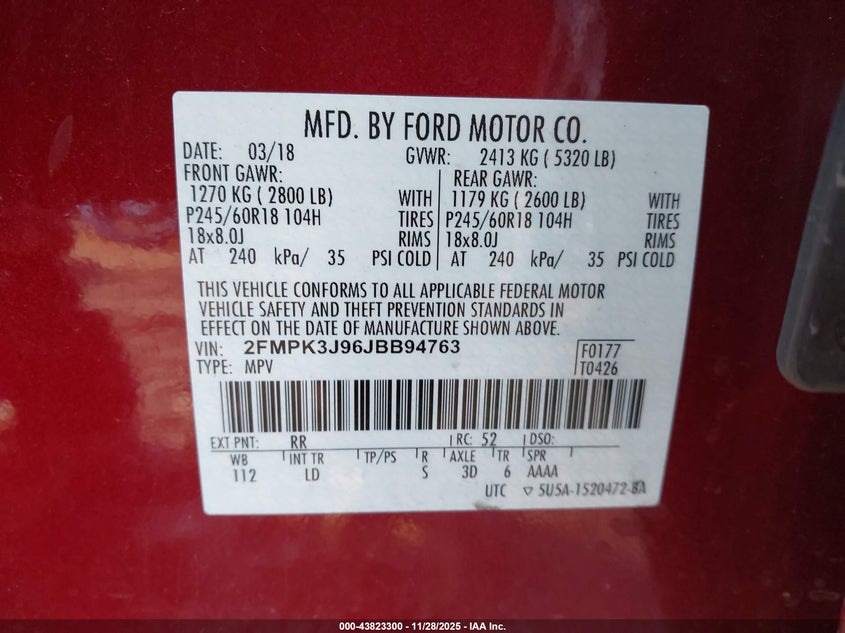 MFD. BY FORD MOTOR CO.
DATE: 03/18 GVWR: 2413 KG ( 5320 LB)
FRONT GAWR: REAR GAWR:
1270 KG ( 2800 LB) WITH 1179 KG ( 2600 LB) WITH
P245/60R18 104H TIRES P245/60R18 104H TIRES
18x8.0J RIMS 18x8.0J RIMS
AT 240 kPa/ 35 PSI COLD AT 240 kPa/ 35 PSI COLD
THIS VEHICLE CONFORMS TO ALL APPLICABLE FEDERAL MOTOR
VEHICLE SAFETY AND THEFT PREVENTION STANDARDS IN
EFFECT ON THE DATE OF MANUFACTURE SHOWN ABOVE.
VIN: 2FMPK3J96JBB94763 F0177
TYPE: MPV T0426
EXT PNT: RR RC: 52 DSO:
WB INT TR TP/PS R AXLE TR SPR
112 LD S 3D 6 AAAA
UTC ▽ 5U5A-1520472-BA
000-43823300 - 11/28/2025 - IAA Inc.